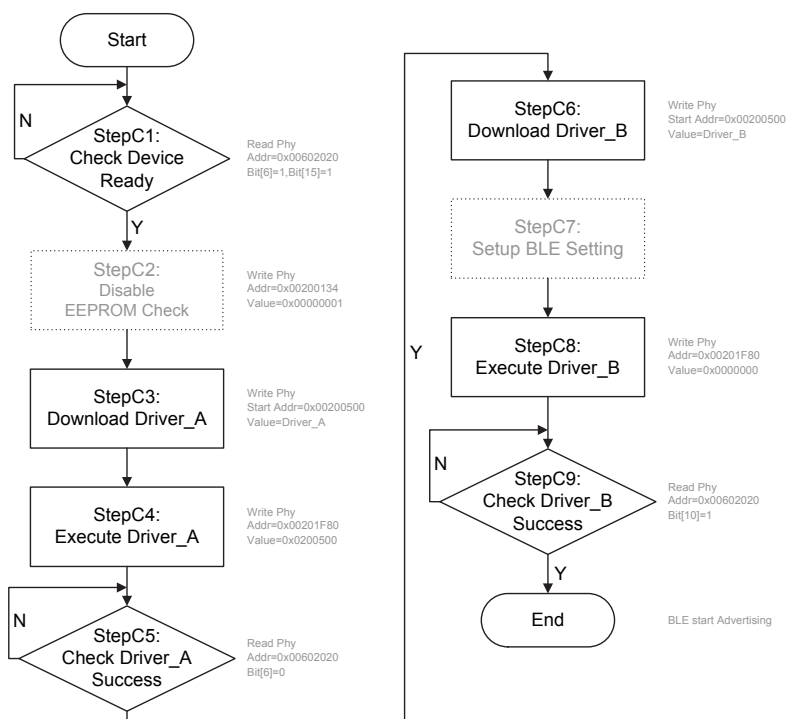 Start
N
StepC1:
Check Device
Ready
Read Phy
Addr=0x00602020
Bit[6]=1,Bit[15]=1
Y
StepC2:
Disable
EEPROM Check
Write Phy
Addr=0x00200134
Value=0x00000001
StepC3:
Download Driver_A
Write Phy
Start Addr=0x00200500
Value=Driver_A
StepC4:
Execute Driver_A
Write Phy
Addr=0x00201F80
Value=0x0200500
N
StepC5:
Check Driver_A
Success
Read Phy
Addr=0x00602020
Bit[6]=0
Y
StepC6:
Download Driver_B
Write Phy
Start Addr=0x00200500
Value=Driver_B
StepC7:
Setup BLE Setting
StepC8:
Execute Driver_B
Write Phy
Addr=0x00201F80
Value=0x0000000
N
StepC9:
Check Driver_B
Success
Read Phy
Addr=0x00602020
Bit[10]=1
Y
End
BLE start Advertising